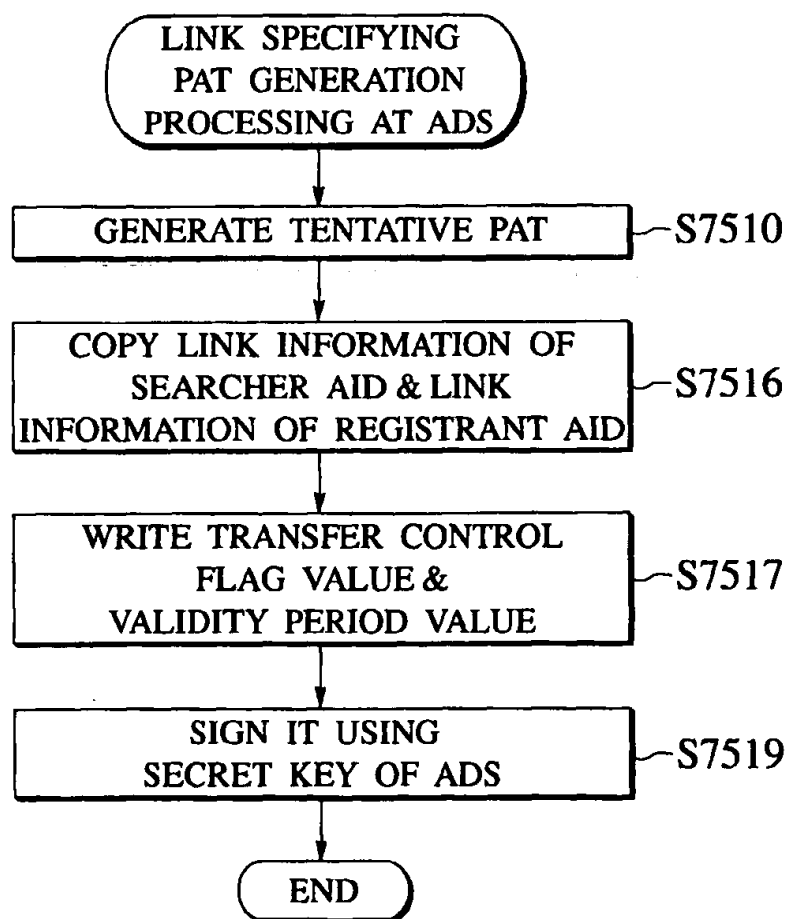 LINK SPECIFYING
PAT GENERATION
PROCESSING AT ADS
GENERATE TENTATIVE PAT
S7510
COPY LINK INFORMATION OF
SEARCHER AID & LINK
INFORMATION OF REGISTRANT AID
S7516
WRITE TRANSFER CONTROL
FLAG VALUE &
VALIDITY PERIOD VALUE
S7517
SIGN IT USING
SECRET KEY OF ADS
S7519
END